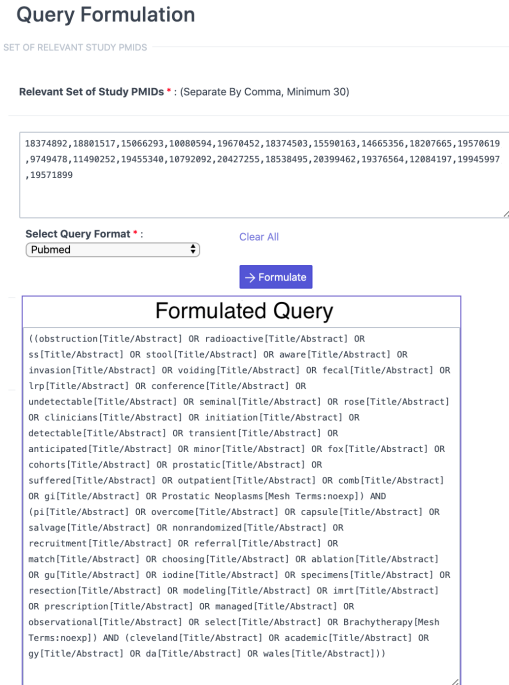 Query Formulation
SET OF RELEVANT STUDY PMIDS
Relevant Set of Study PMIDs * : (Separate By Comma, Minimum 30)
18374892,18801517,15066293,10080594,19670452,18374503,15590163,14665356,18207665,19570619
,9749478,11490252,19455340,10792092,20427255,18538495,20399462,19376564,12084197,19945997
,19571899
Select Query Format * :
Pubmed
Clear All
→ Formulate
Formulated Query
((obstruction[Title/Abstract] OR radioactive[Title/Abstract] OR
ss[Title/Abstract] OR stool[Title/Abstract] OR aware[Title/Abstract] OR
invasion[Title/Abstract] OR voiding[Title/Abstract] OR fecal[Title/Abstract] OR
lrp[Title/Abstract] OR conference[Title/Abstract] OR
undetectable[Title/Abstract] OR seminal[Title/Abstract] OR rose[Title/Abstract]
OR clinicians[Title/Abstract] OR initiation[Title/Abstract] OR
detectable[Title/Abstract] OR transient[Title/Abstract] OR
anticipated[Title/Abstract] OR minor[Title/Abstract] OR fox[Title/Abstract] OR
cohorts[Title/Abstract] OR prostatic[Title/Abstract] OR
suffered[Title/Abstract] OR outpatient[Title/Abstract] OR comb[Title/Abstract]
OR gi[Title/Abstract] OR Prostatic Neoplasms[Mesh Terms:noexp]) AND
(pi[Title/Abstract] OR overcome[Title/Abstract] OR capsule[Title/Abstract] OR
salvage[Title/Abstract] OR nonrandomized[Title/Abstract] OR
recruitment[Title/Abstract] OR referral[Title/Abstract] OR
match[Title/Abstract] OR choosing[Title/Abstract] OR ablation[Title/Abstract]
OR gu[Title/Abstract] OR iodine[Title/Abstract] OR specimens[Title/Abstract] OR
resection[Title/Abstract] OR modeling[Title/Abstract] OR imrt[Title/Abstract]
OR prescription[Title/Abstract] OR managed[Title/Abstract] OR
observational[Title/Abstract] OR select[Title/Abstract] OR Brachytherapy[Mesh
Terms:noexp]) AND (cleveland[Title/Abstract] OR academic[Title/Abstract] OR
gy[Title/Abstract] OR da[Title/Abstract] OR wales[Title/Abstract]))